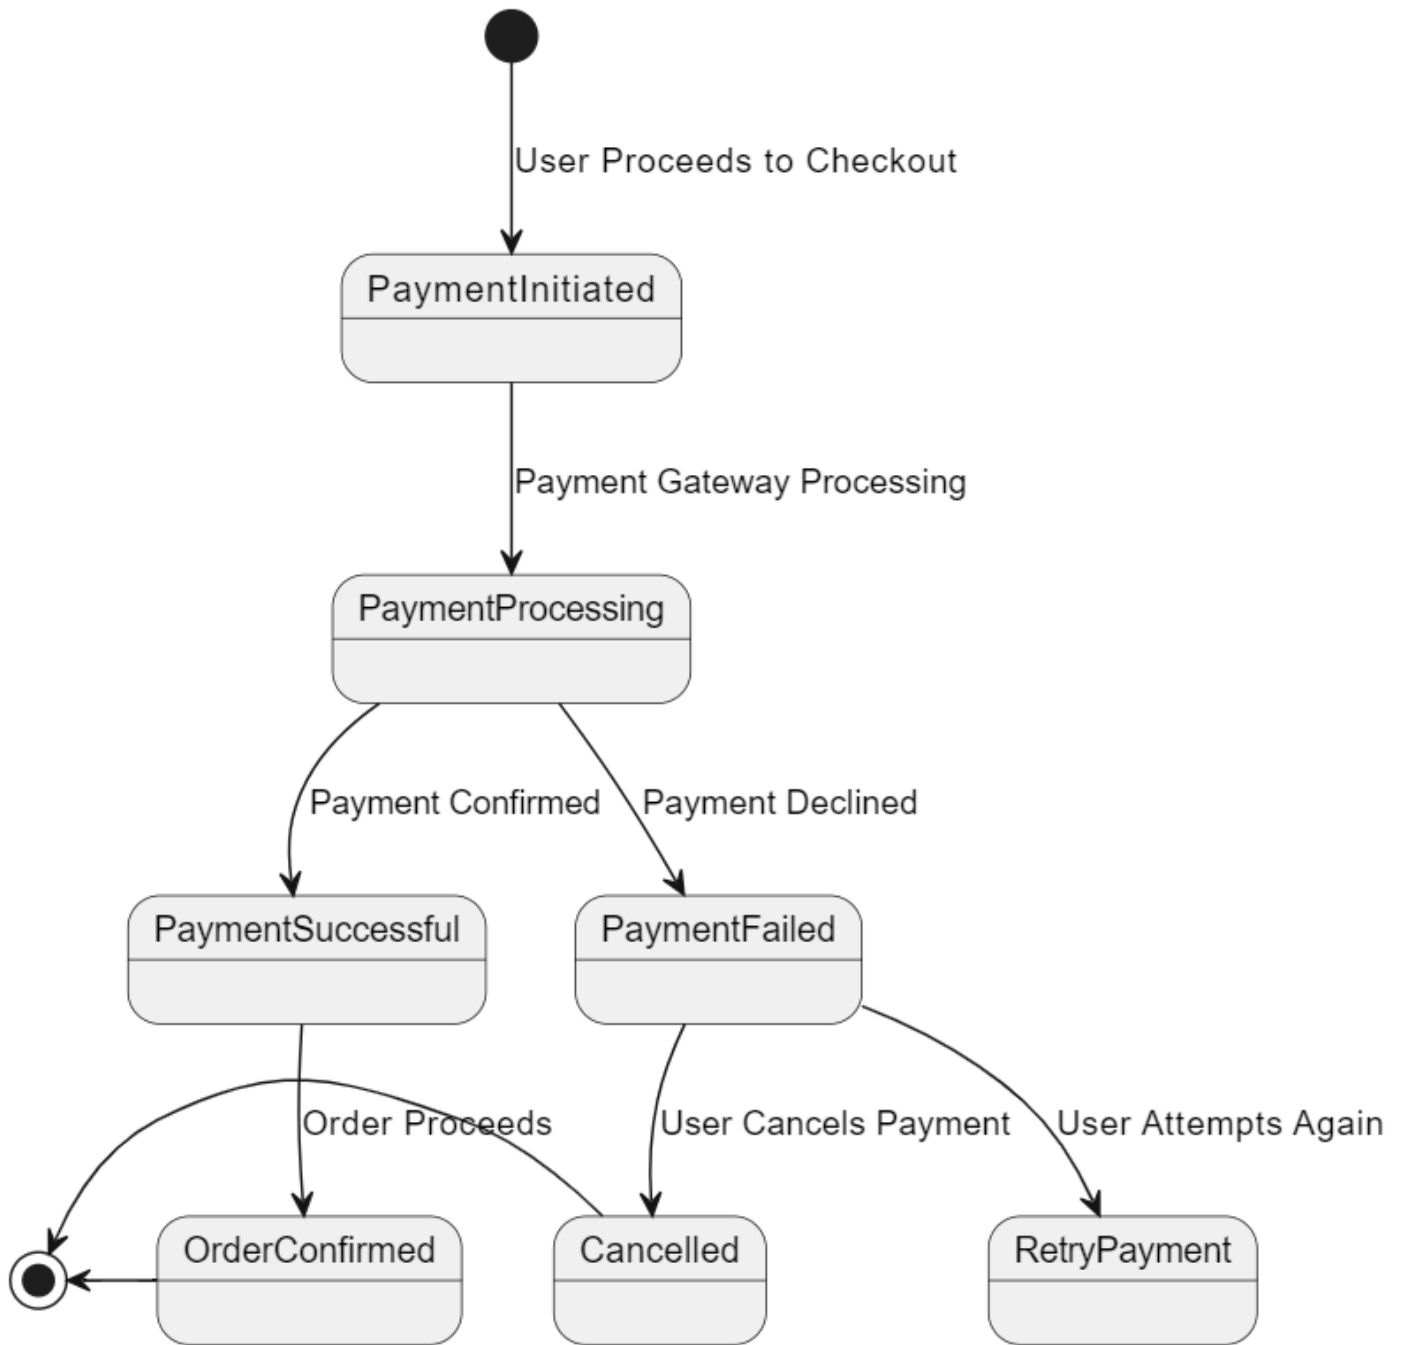 User Proceeds to Checkout
PaymentInitiated
Payment Gateway Processing
PaymentProcessing
Payment Confirmed
Payment Declined
PaymentSuccessful
PaymentFailed
Order Proceeds
User Cancels Payment
User Attempts Again
OrderConfirmed
Cancelled
RetryPayment